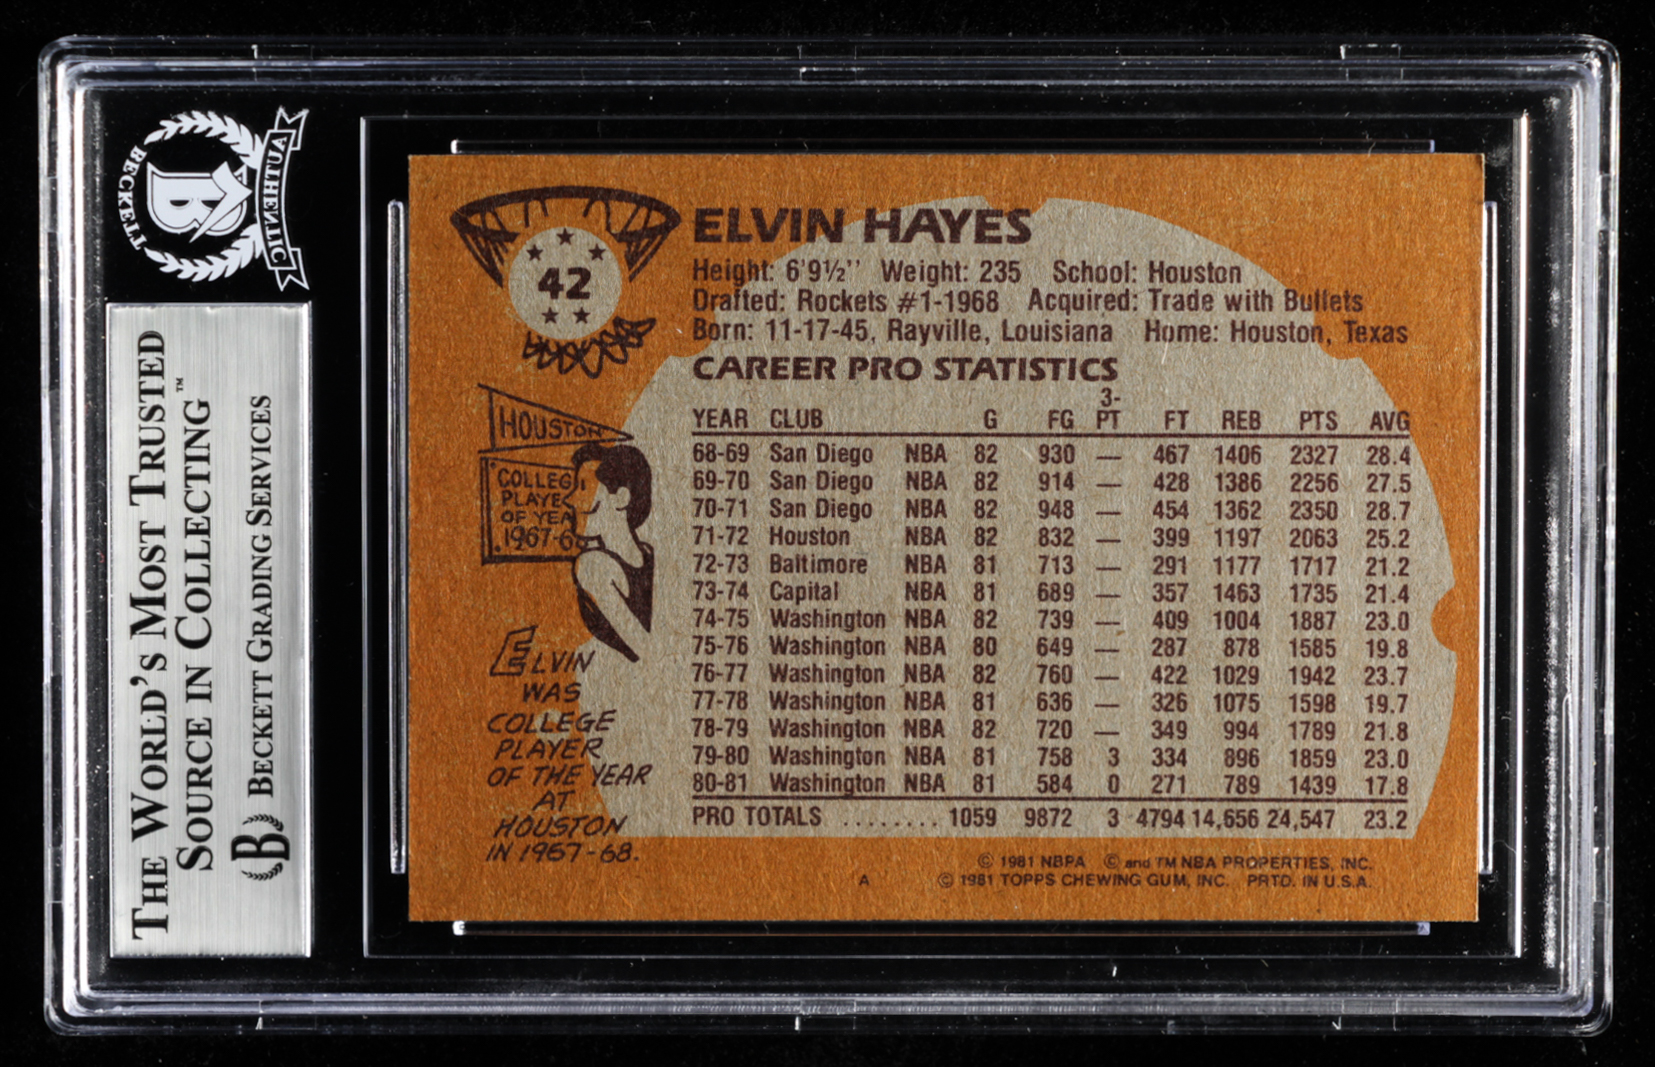 BECKETT
AUTHENTIC
B
THE WORLD'S MOST TRUSTED
SOURCE IN COLLECTING™
B BECKETT GRADING SERVICES
42
ELVIN HAYES
Height: 6'9½'' Weight: 235 School: Houston
Drafted: Rockets #1-1968 Acquired: Trade with Bullets
Born: 11-17-45, Rayville, Louisiana Home: Houston, Texas
CAREER PRO STATISTICS
YEAR CLUB G FG 3-PT FT REB PTS AVG
68-69 San Diego NBA 82 930 — 467 1406 2327 28.4
69-70 San Diego NBA 82 914 — 428 1386 2256 27.5
70-71 San Diego NBA 82 948 — 454 1362 2350 28.7
71-72 Houston NBA 82 832 — 399 1197 2063 25.2
72-73 Baltimore NBA 81 713 — 291 1177 1717 21.2
73-74 Capital NBA 81 689 — 357 1463 1735 21.4
74-75 Washington NBA 82 739 — 409 1004 1887 23.0
75-76 Washington NBA 80 649 — 287 878 1585 19.8
76-77 Washington NBA 82 760 — 422 1029 1942 23.7
77-78 Washington NBA 81 636 — 326 1075 1598 19.7
78-79 Washington NBA 82 720 — 349 994 1789 21.8
79-80 Washington NBA 81 758 3 334 896 1859 23.0
80-81 Washington NBA 81 584 0 271 789 1439 17.8
PRO TOTALS ........ 1059 9872 3 4794 14,656 24,547 23.2
HOUSTON
COLLEG
PLAYE
OF YEA
1967-6
ELVIN
WAS
COLLEGE
PLAYER
OF THE YEAR
AT
HOUSTON
IN 1967-68.
© 1981 NBPA © and TM NBA PROPERTIES, INC.
A © 1981 TOPPS CHEWING GUM, INC. PRTD. IN U.S.A.